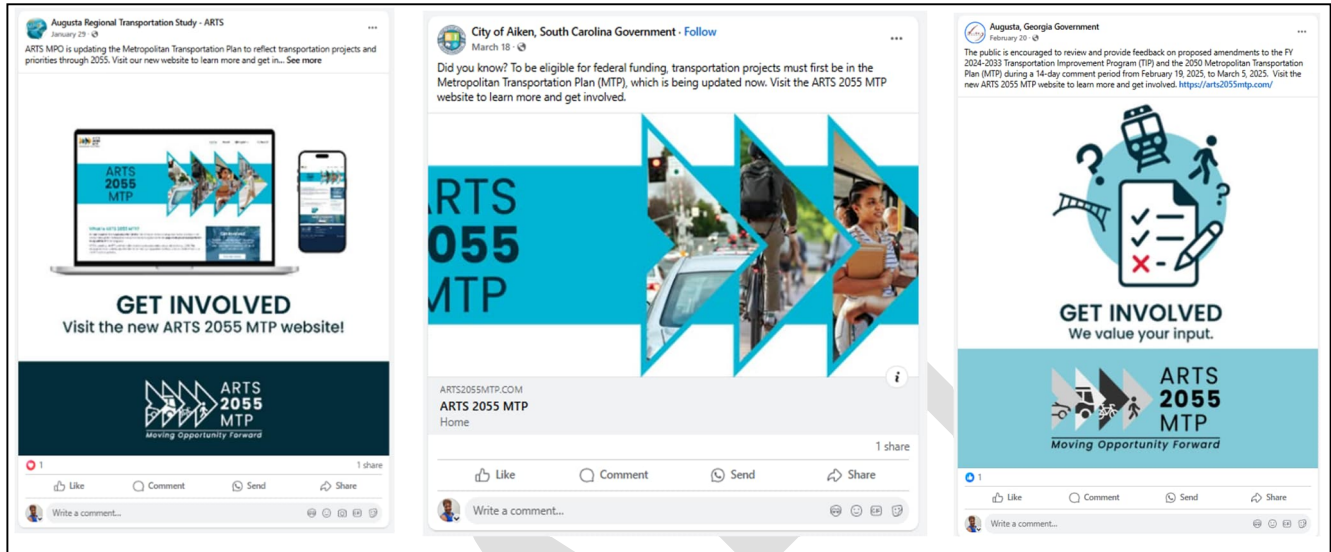 Augusta Regional Transportation Study - ARTS
January 29
ARTS MPO is updating the Metropolitan Transportation Plan to reflect transportation projects and
priorities through 2055. Visit our new website to learn more and get in... See more
ARTS
2055
MTP
What is ARTS 2055 MTP?
GET INVOLVED
Visit the new ARTS 2055 MTP website!
ARTS
2055
MTP
Moving Opportunity Forward
1
1 share
Like Comment Send Share
Write a comment...
City of Aiken, South Carolina Government · Follow
March 18
Did you know? To be eligible for federal funding, transportation projects must first be in the
Metropolitan Transportation Plan (MTP), which is being updated now. Visit the ARTS 2055 MTP
website to learn more and get involved.
RTS
055
MTP
ARTS2055MTP.COM
ARTS 2055 MTP
Home
1 share
Like Comment Send Share
Write a comment...
Augusta, Georgia Government
February 20
The public is encouraged to review and provide feedback on proposed amendments to the FY
2024-2033 Transportation Improvement Program (TIP) and the 2050 Metropolitan Transportation
Plan (MTP) during a 14-day comment period from February 19, 2025, to March 5, 2025. Visit the
new ARTS 2055 MTP website to learn more and get involved. https://arts2055mtp.com/
? ?
GET INVOLVED
We value your input.
ARTS
2055
MTP
Moving Opportunity Forward
1
Like Comment Send Share
Write a comment...